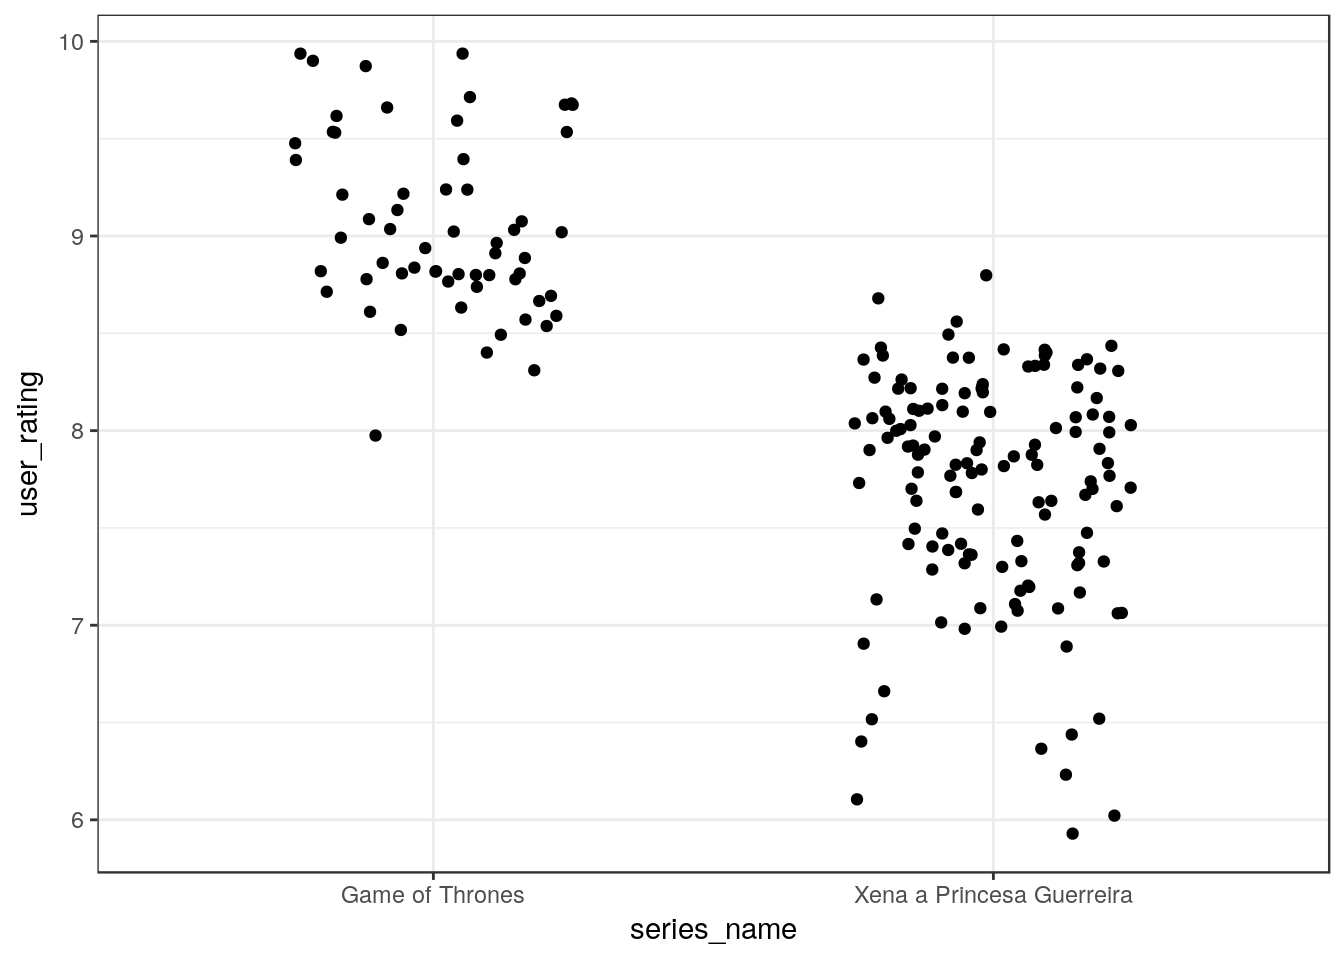 user_rating
10
9
8
7
6
Game of Thrones
Xena a Princesa Guerreira
series_name